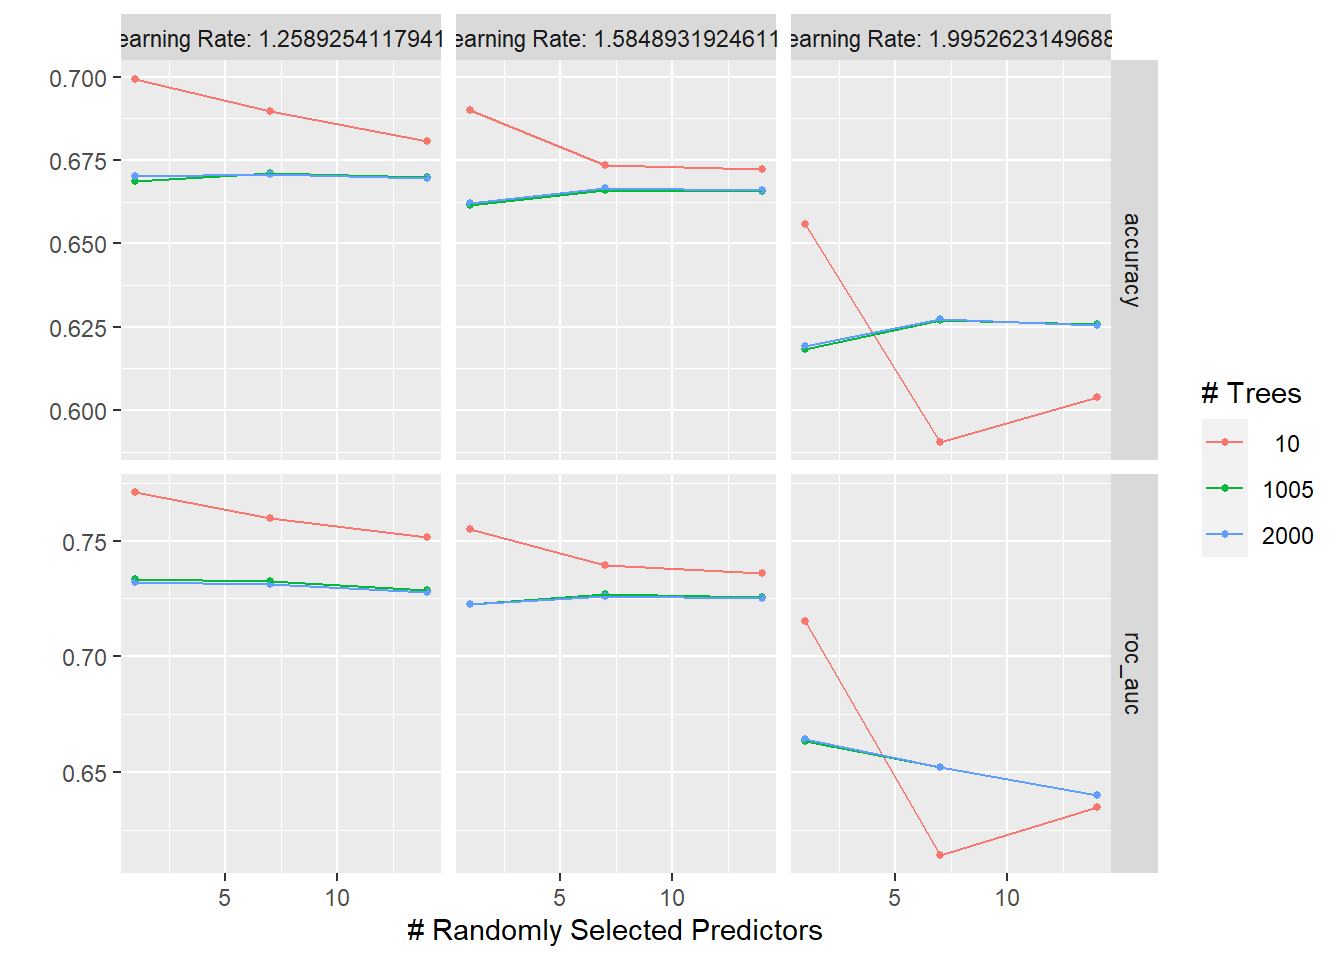 earning Rate: 1.2589254117941
earning Rate: 1.5848931924611
earning Rate: 1.9952623149688
0.700
0.675
0.650
0.625
0.600
accuracy
0.75
0.70
0.65
roc_auc
5 10
5 10
5 10
# Randomly Selected Predictors
# Trees
10
1005
2000